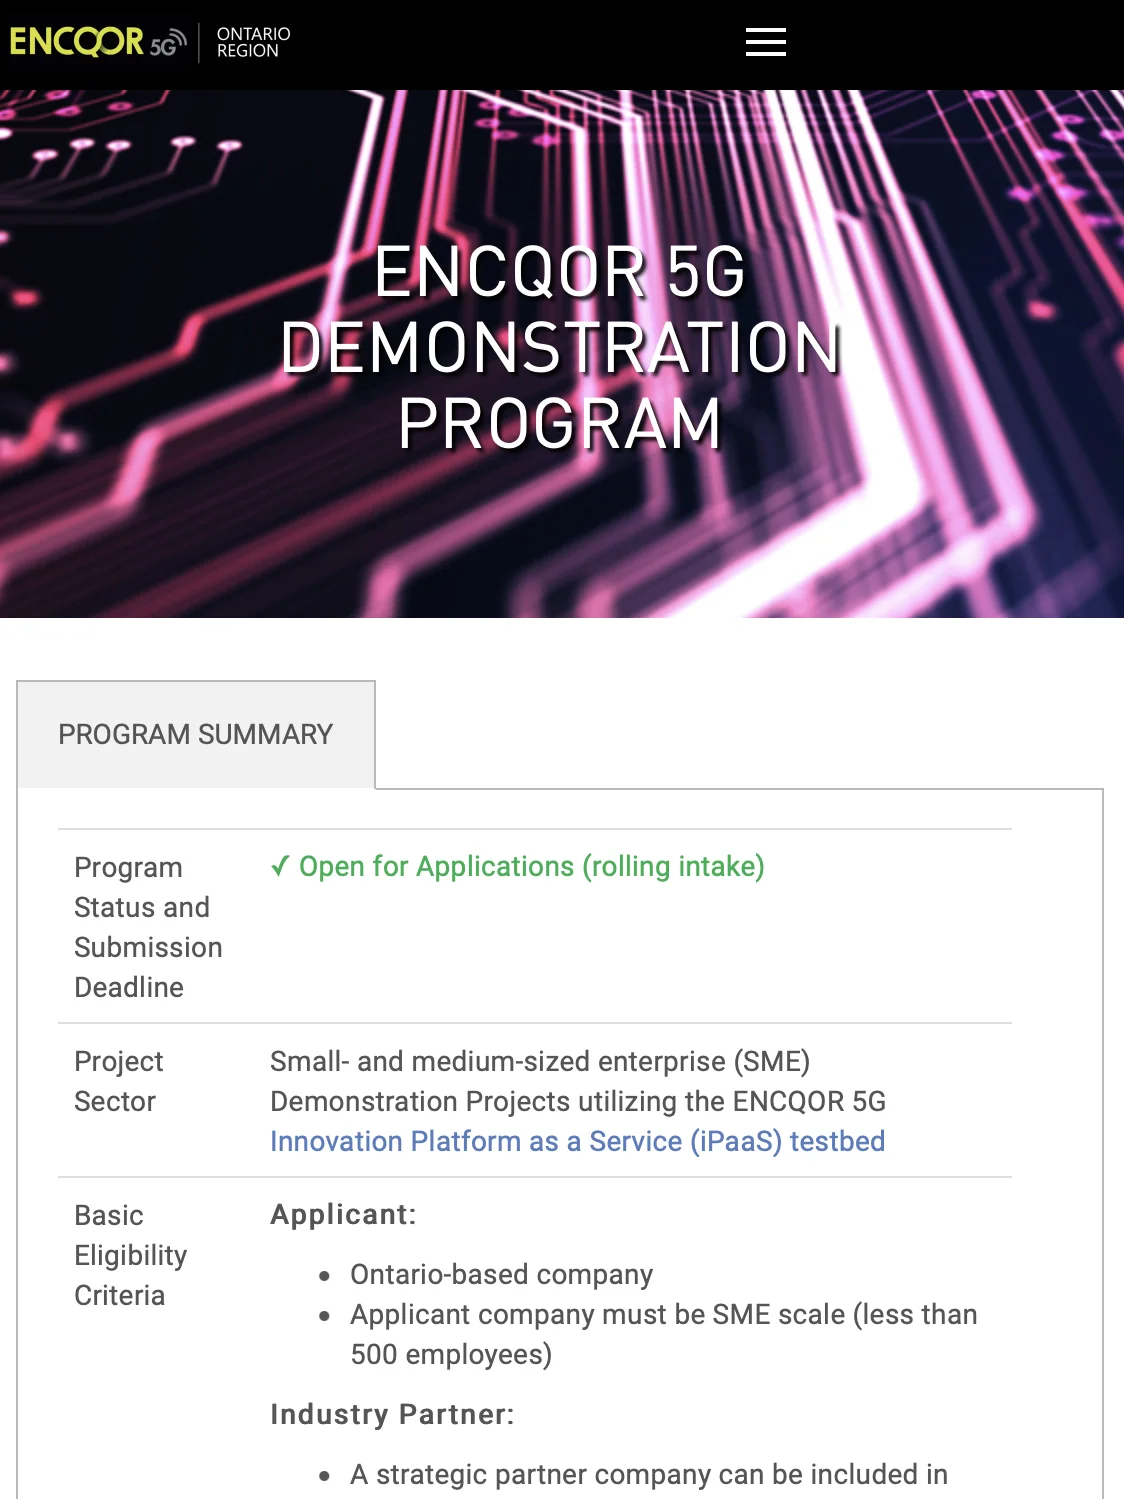 ENCQOR 5G
ONTARIO
REGION
ENCQOR 5G
DEMONSTRATION
PROGRAM
PROGRAM SUMMARY
Program
Status and
Submission
Deadline
✓ Open for Applications (rolling intake)
Project
Sector
Small- and medium-sized enterprise (SME)
Demonstration Projects utilizing the ENCQOR 5G
Innovation Platform as a Service (iPaaS) testbed
Basic
Eligibility
Criteria
Applicant:
• Ontario-based company
• Applicant company must be SME scale (less than
500 employees)
Industry Partner:
• A strategic partner company can be included in